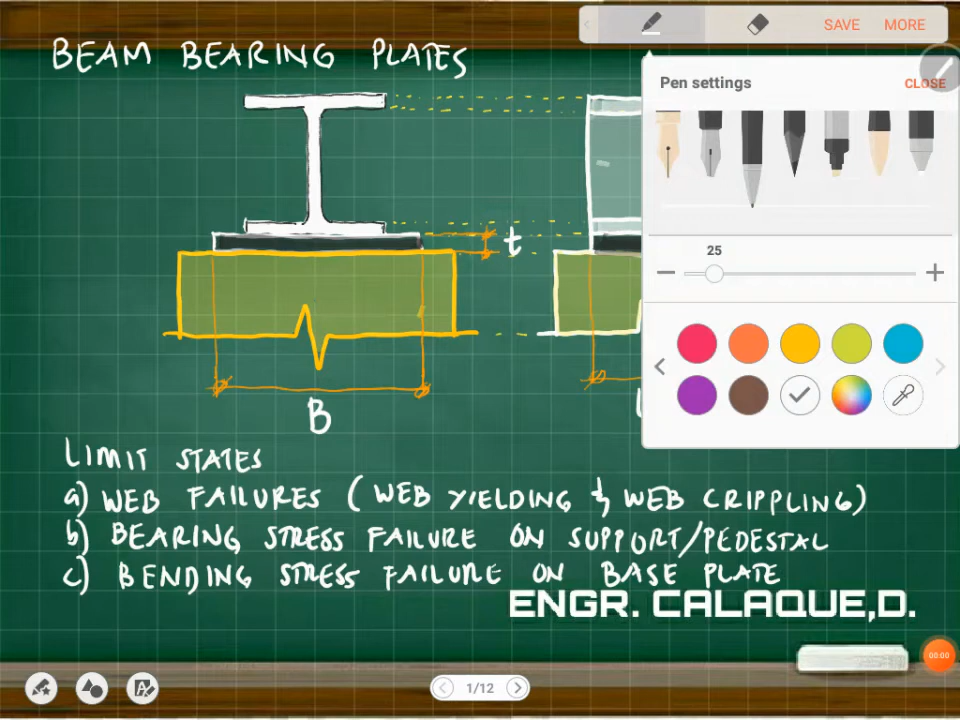 SAVE MORE
BEAM BEARING PLATES
Pen settings CLOSE
t
25
B
LIMIT STATES
a) WEB FAILURES (WEB YIELDING & WEB CRIPPLING)
b) BEARING STRESS FAILURE ON SUPPORT/PEDESTAL
c) BENDING STRESS FAILURE ON BASE PLATE
ENGR. CALAQUE,D.
00:00
1/12